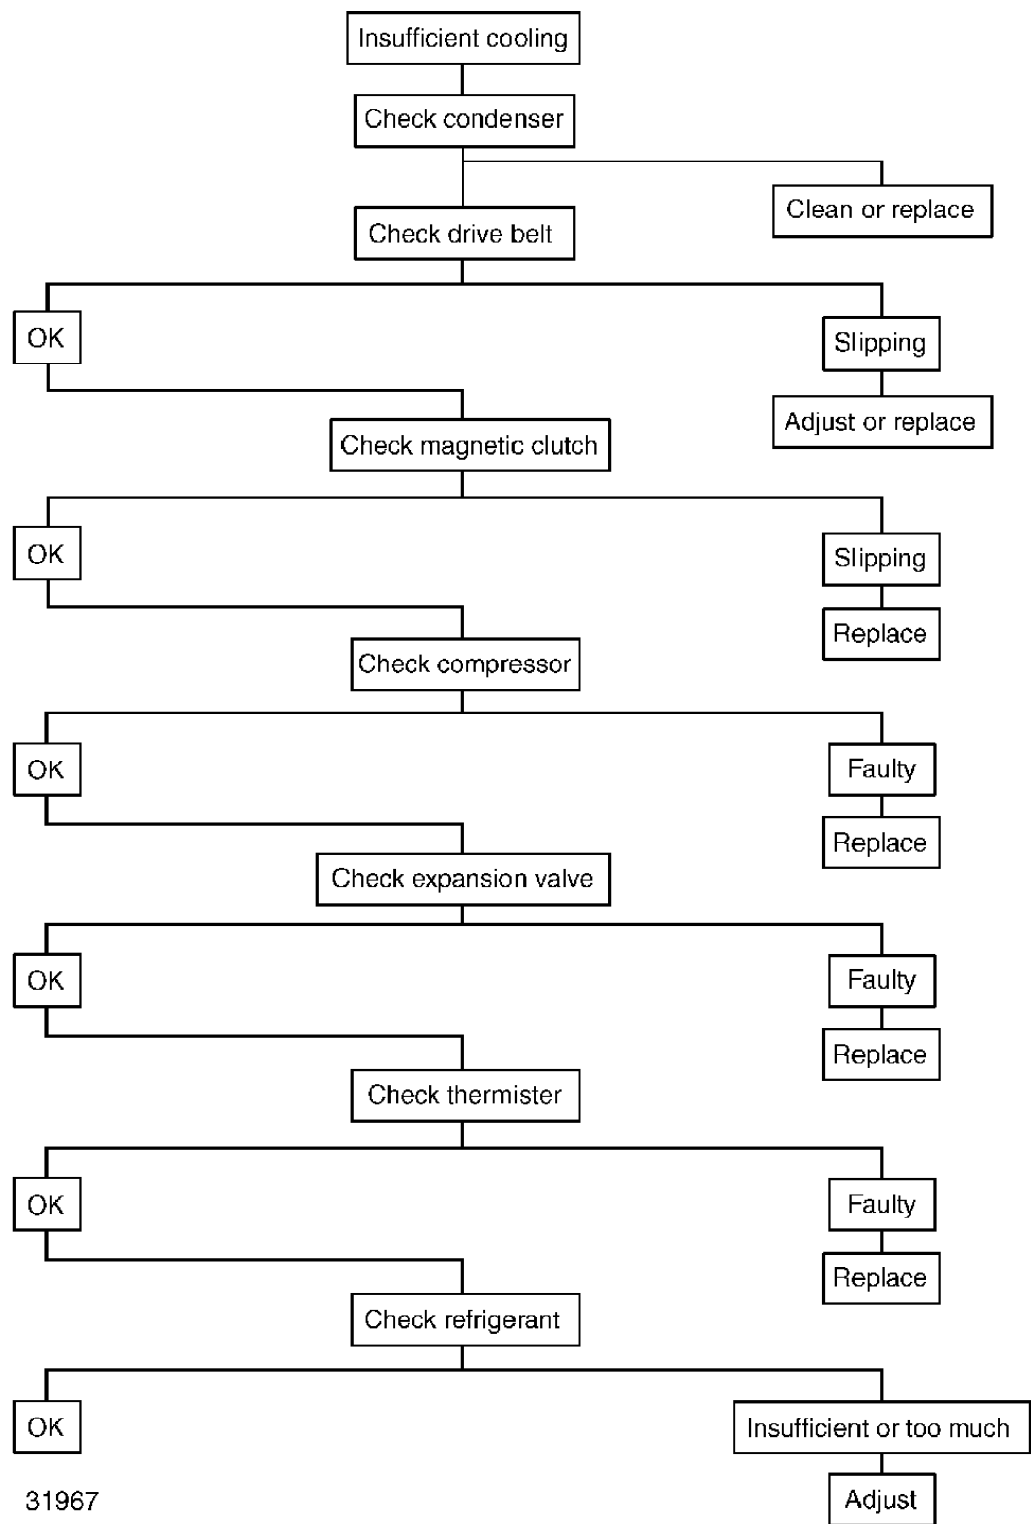 Insufficient cooling
Check condenser
Clean or replace
Check drive belt
OK
Slipping
Adjust or replace
Check magnetic clutch
OK
Slipping
Replace
Check compressor
OK
Faulty
Replace
Check expansion valve
OK
Faulty
Replace
Check thermister
OK
Faulty
Replace
Check refrigerant
OK
Insufficient or too much
Adjust
31967